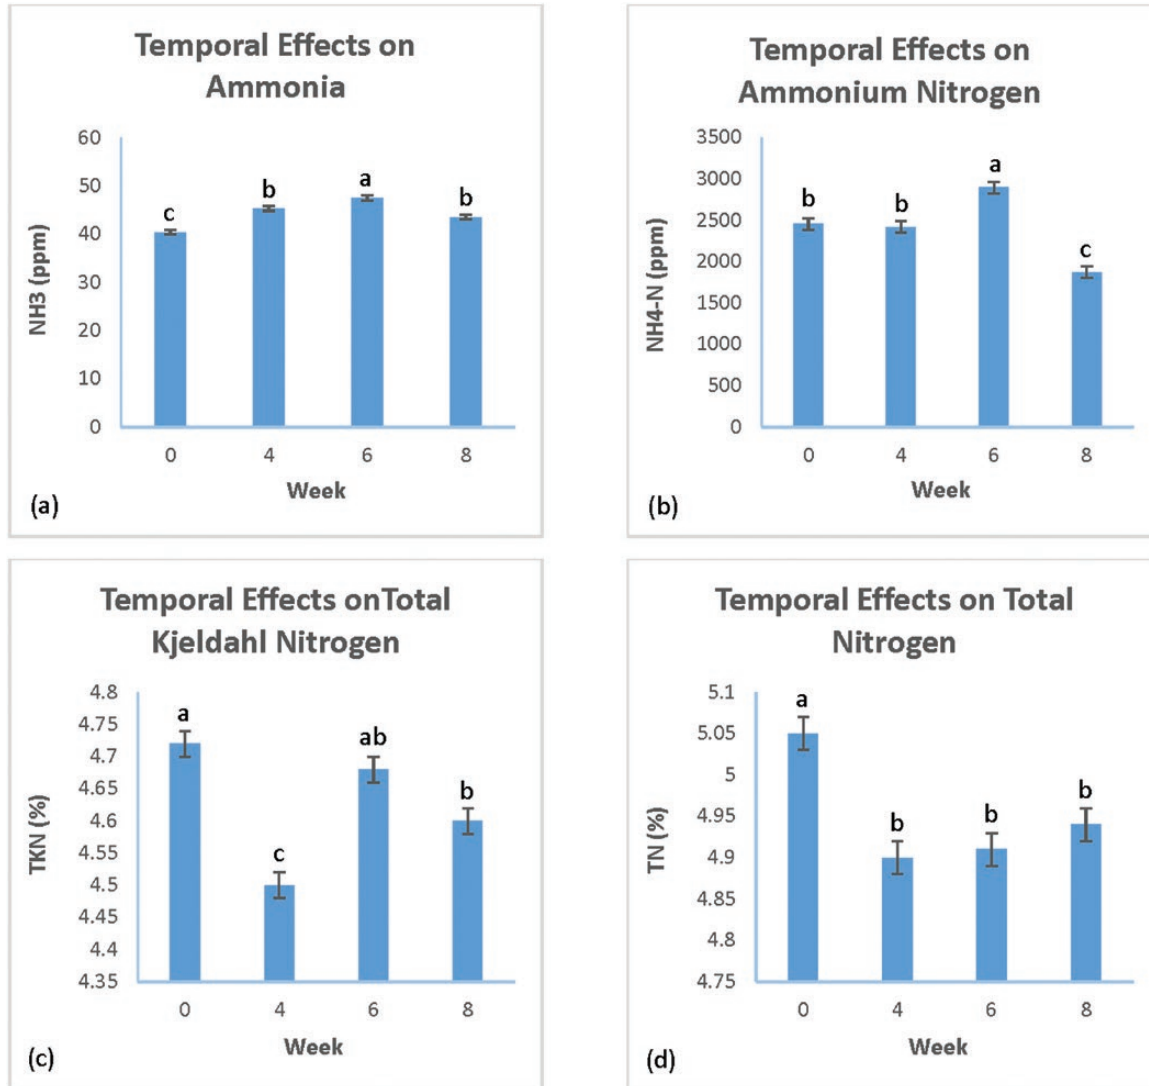 Temporal Effects on
Ammonia
60
50
40
30
20
10
0
NH3 (ppm)
c
b
a
b
0 4 6 8
Week
(a)
Temporal Effects on
Ammonium Nitrogen
3500
3000
2500
2000
1500
1000
500
0
NH4-N (ppm)
b
b
a
c
0 4 6 8
Week
(b)
Temporal Effects onTotal
Kjeldahl Nitrogen
4.8
4.75
4.7
4.65
4.6
4.55
4.5
4.45
4.4
4.35
TKN (%)
a
c
ab
b
0 4 6 8
Week
(c)
Temporal Effects on Total
Nitrogen
5.1
5.05
5
4.95
4.9
4.85
4.8
4.75
TN (%)
a
b
b
b
0 4 6 8
Week
(d)